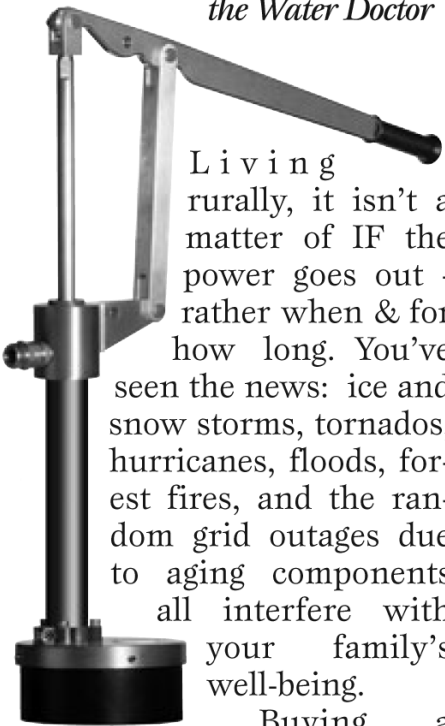 the Water Doctor
Living
rurally, it isn't a
matter of IF the
power goes out -
rather when & for
how long. You've
seen the news: ice and
snow storms, tornados
hurricanes, floods, for-
est fires, and the ran-
dom grid outages due
to aging components
all interfere with
your family's
well-being.
Buying a